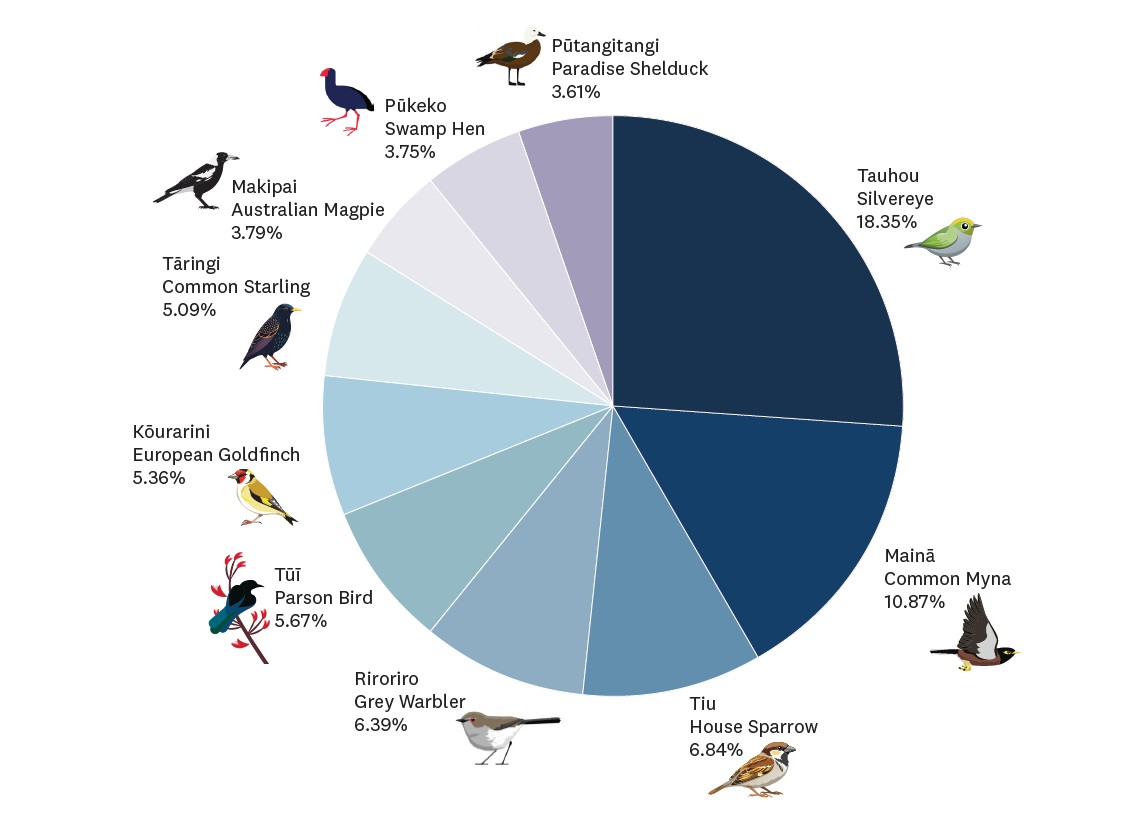 Pūtangitangi
Paradise Shelduck
3.61%
Pūkeko
Swamp Hen
3.75%
Makipai
Australian Magpie
3.79%
Tāringi
Common Starling
5.09%
Kōurarini
European Goldfinch
5.36%
Tūī
Parson Bird
5.67%
Riroriro
Grey Warbler
6.39%
Tiu
House Sparrow
6.84%
Mainā
Common Myna
10.87%
Tauhou
Silvereye
18.35%